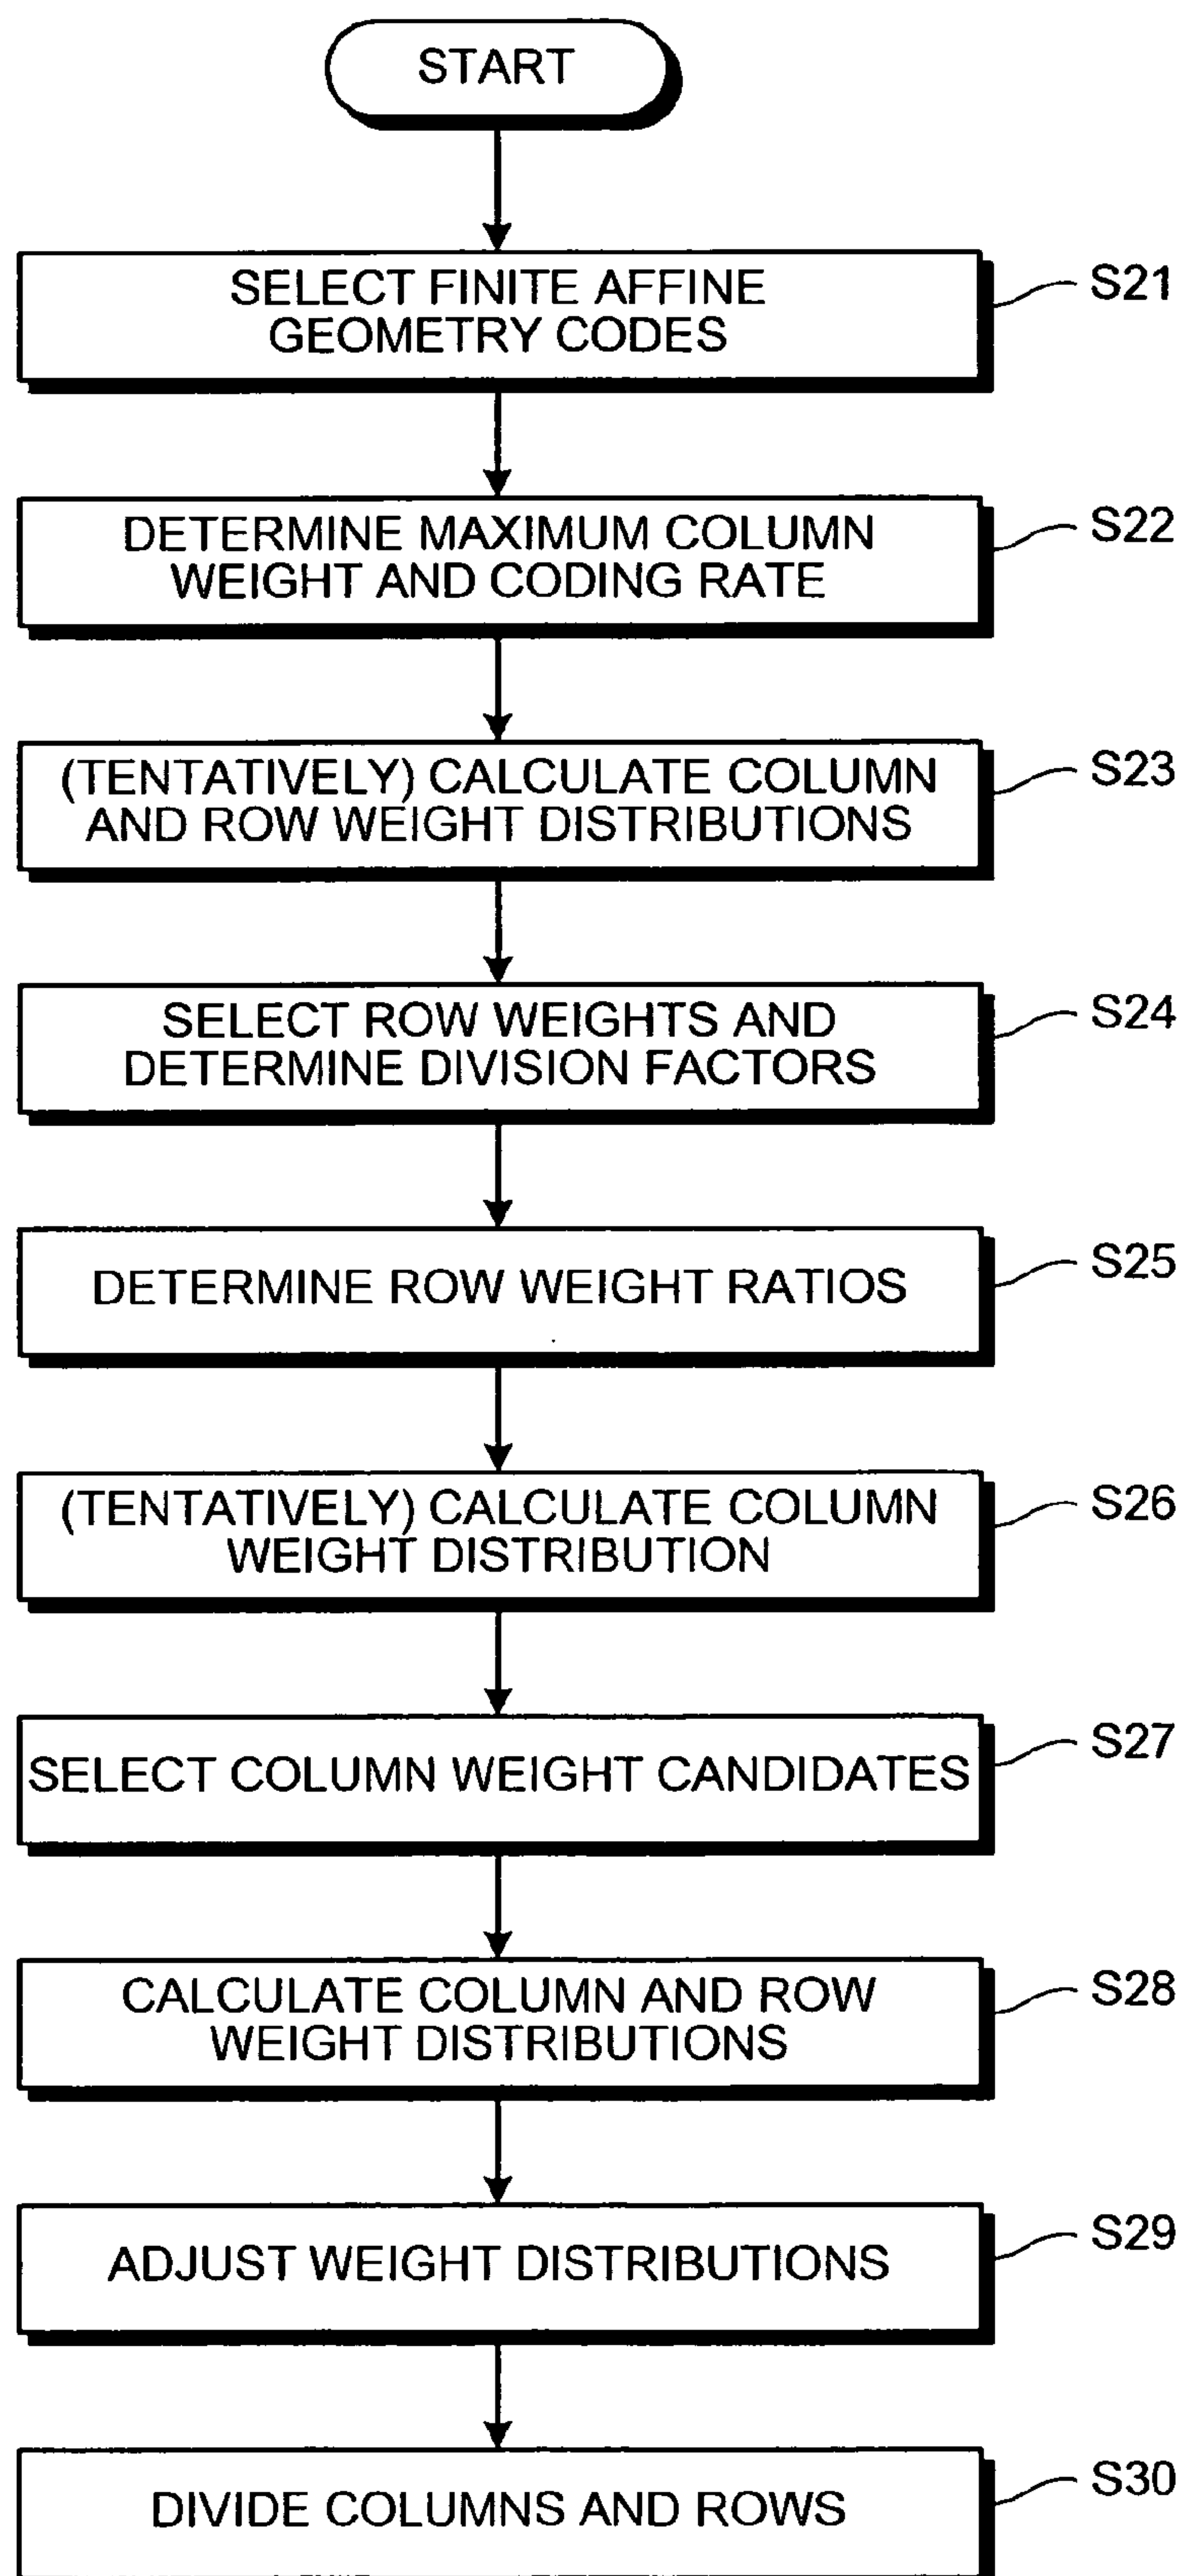 START
SELECT FINITE AFFINE
GEOMETRY CODES
S21
DETERMINE MAXIMUM COLUMN
WEIGHT AND CODING RATE
S22
(TENTATIVELY) CALCULATE COLUMN
AND ROW WEIGHT DISTRIBUTIONS
S23
SELECT ROW WEIGHTS AND
DETERMINE DIVISION FACTORS
S24
DETERMINE ROW WEIGHT RATIOS
S25
(TENTATIVELY) CALCULATE COLUMN
WEIGHT DISTRIBUTION
S26
SELECT COLUMN WEIGHT CANDIDATES
S27
CALCULATE COLUMN AND ROW
WEIGHT DISTRIBUTIONS
S28
ADJUST WEIGHT DISTRIBUTIONS
S29
DIVIDE COLUMNS AND ROWS
S30